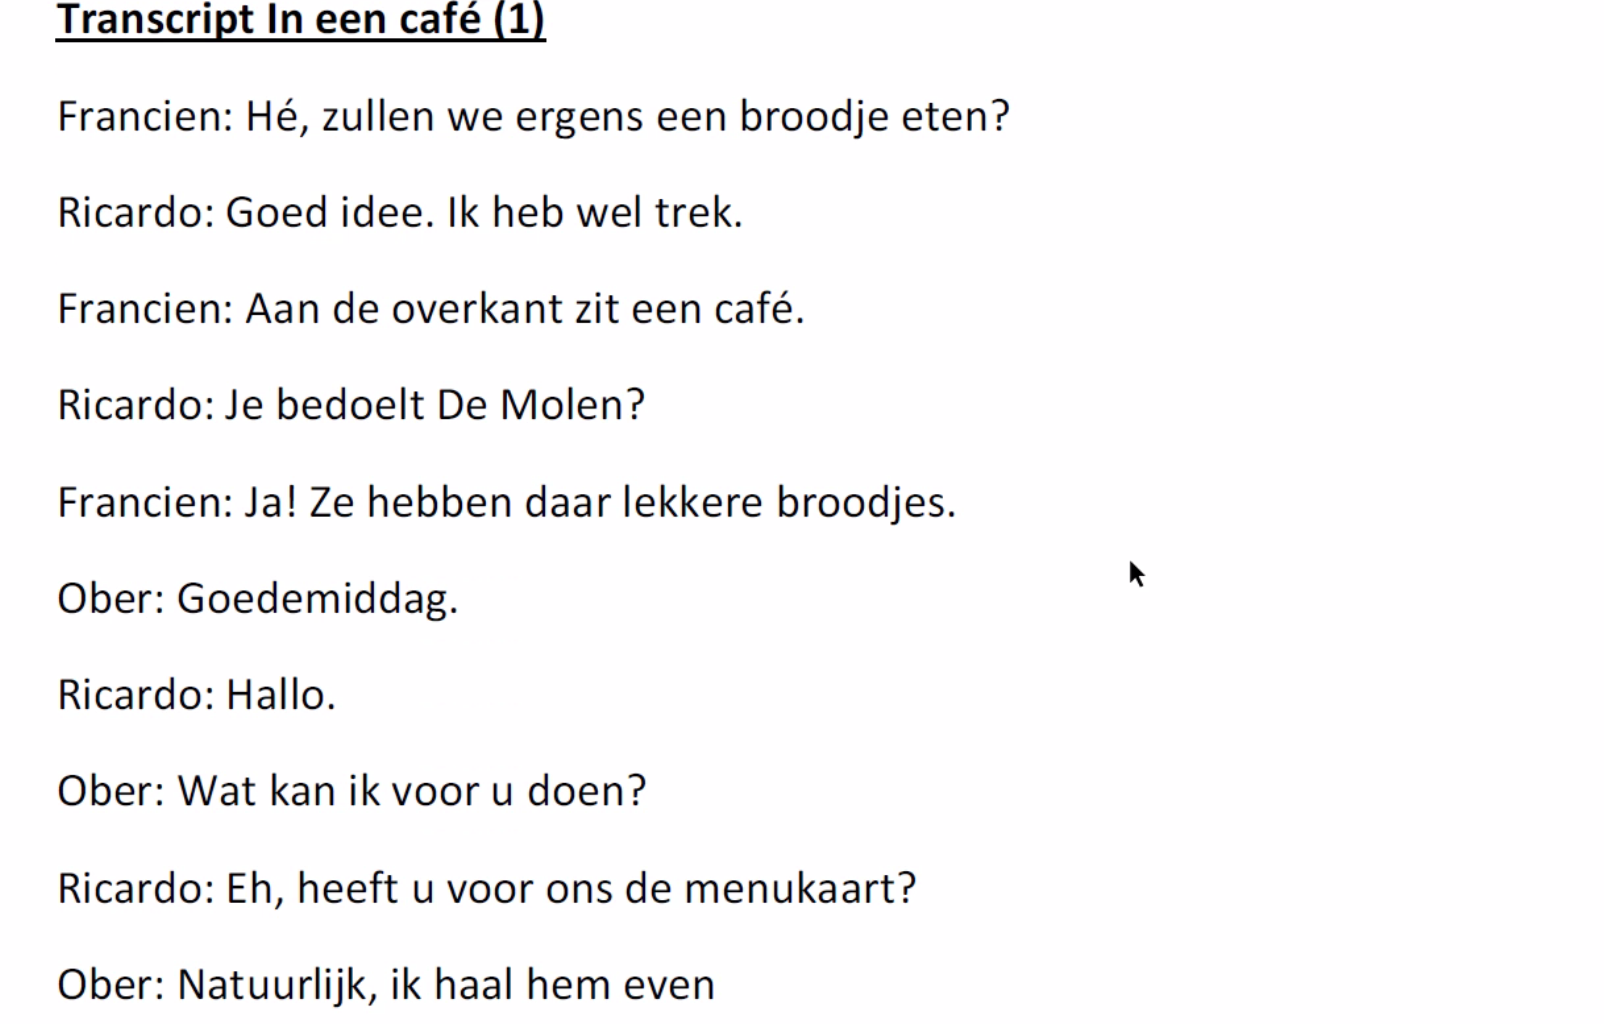 Transcript In een café (1)
Francien: Hé, zullen we ergens een broodje eten?
Ricardo: Goed idee. Ik heb wel trek.
Francien: Aan de overkant zit een café.
Ricardo: Je bedoelt De Molen?
Francien: Ja! Ze hebben daar lekkere broodjes.
Ober: Goedemiddag.
Ricardo: Hallo.
Ober: Wat kan ik voor u doen?
Ricardo: Eh, heeft u voor ons de menukaart?
Ober: Natuurlijk, ik haal hem even